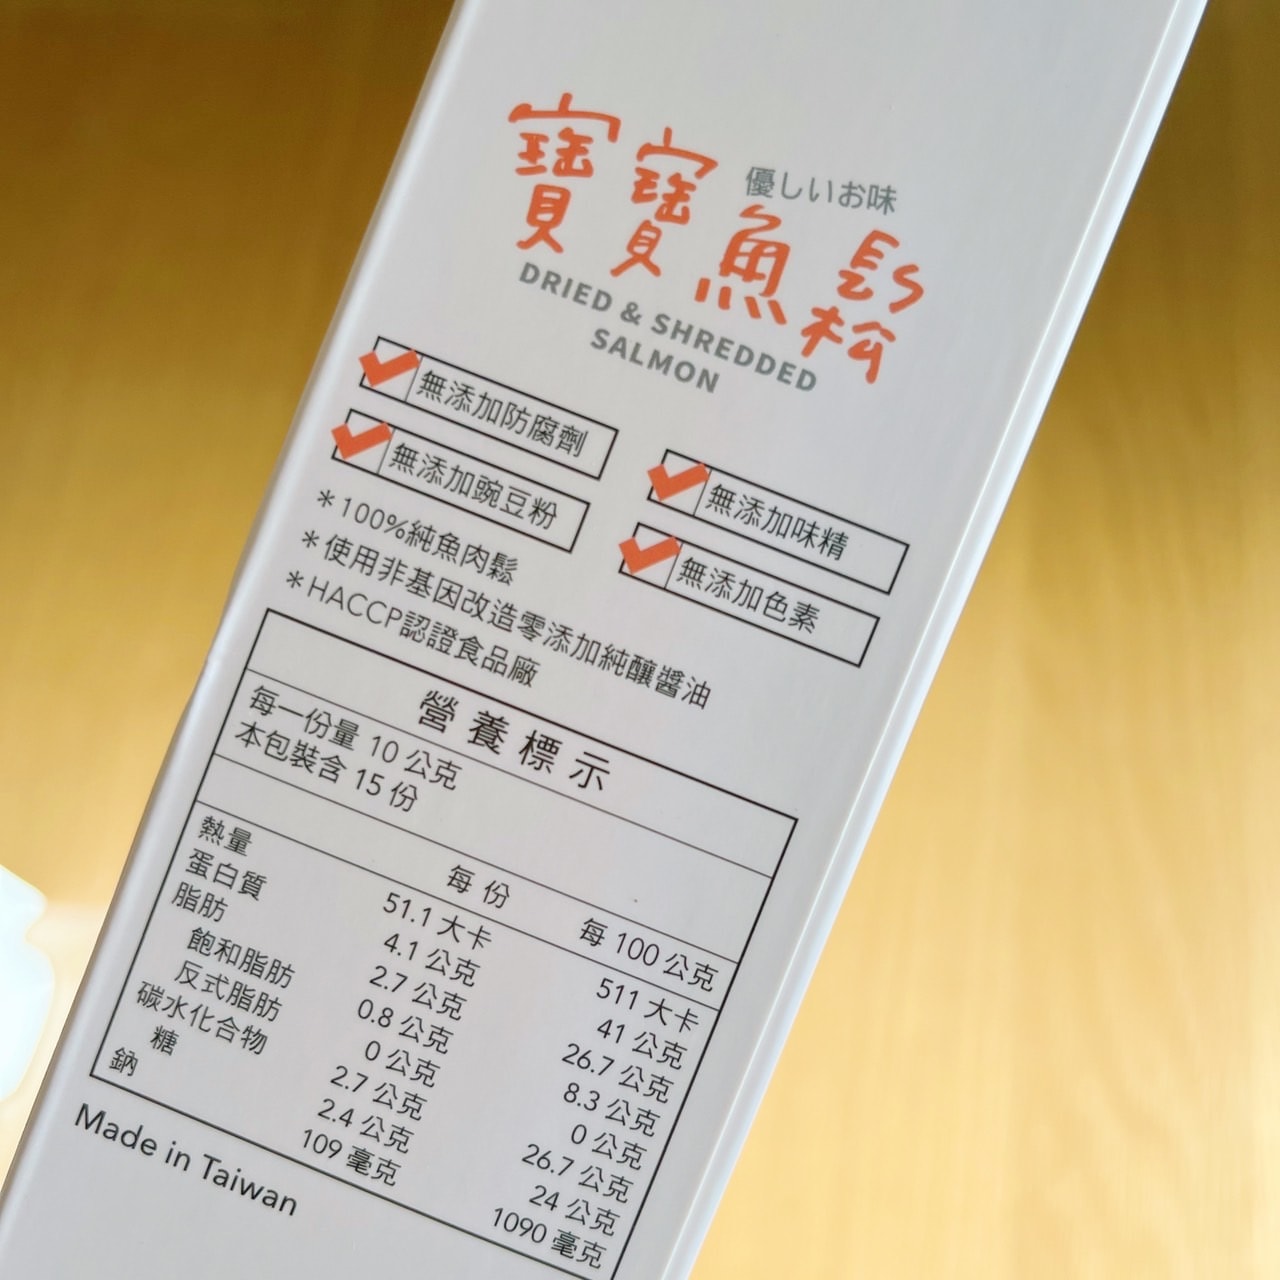 寶寶魚鬆
優しいお味
DRIED & SHREDDED
SALMON
無添加防腐劑
無添加味精
無添加豌豆粉
無添加色素
＊100%純魚肉鬆
＊使用非基因改造零添加純釀醬油
＊HACCP認證食品廠
營養標示
每一份量 10 公克
本包裝含 15 份
每份 每 100 公克
熱量 51.1 大卡 511 大卡
蛋白質 4.1 公克 41 公克
脂肪 2.7 公克 26.7 公克
飽和脂肪 0.8 公克 8.3 公克
反式脂肪 0 公克 0 公克
碳水化合物 2.7 公克 26.7 公克
糖 2.4 公克 24 公克
鈉 109 毫克 1090 毫克
Made in Taiwan